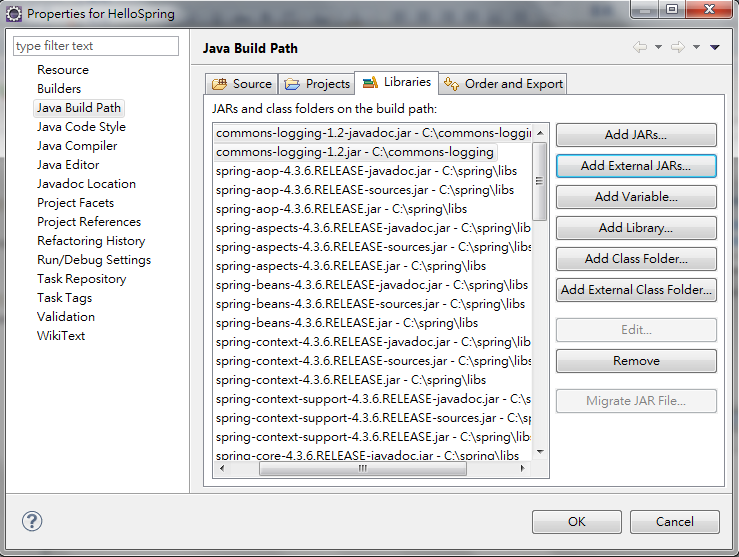 Properties for HelloSpring
type filter text
Resource
Builders
Java Build Path
Java Code Style
Java Compiler
Java Editor
Javadoc Location
Project Facets
Project References
Refactoring History
Run/Debug Settings
Task Repository
Task Tags
Validation
WikiText
Java Build Path
Source
Projects
Libraries
Order and Export
JARs and class folders on the build path:
commons-logging-1.2-javadoc.jar - C:\commons-loggin
commons-logging-1.2.jar - C:\commons-logging
spring-aop-4.3.6.RELEASE-javadoc.jar - C:\spring\libs
spring-aop-4.3.6.RELEASE-sources.jar - C:\spring\libs
spring-aop-4.3.6.RELEASE.jar - C:\spring\libs
spring-aspects-4.3.6.RELEASE-javadoc.jar - C:\spring\lib
spring-aspects-4.3.6.RELEASE-sources.jar - C:\spring\lib
spring-aspects-4.3.6.RELEASE.jar - C:\spring\libs
spring-beans-4.3.6.RELEASE-javadoc.jar - C:\spring\libs
spring-beans-4.3.6.RELEASE-sources.jar - C:\spring\libs
spring-beans-4.3.6.RELEASE.jar - C:\spring\libs
spring-context-4.3.6.RELEASE-javadoc.jar - C:\spring\lib
spring-context-4.3.6.RELEASE-sources.jar - C:\spring\lib
spring-context-4.3.6.RELEASE.jar - C:\spring\libs
spring-context-support-4.3.6.RELEASE-javadoc.jar - C:\s
spring-context-support-4.3.6.RELEASE-sources.jar - C:\s
spring-context-support-4.3.6.RELEASE.jar - C:\spring\lib
spring-core-4.3.6.RELEASE-javadoc.jar - C:\spring\libs
Add JARs...
Add External JARs...
Add Variable...
Add Library...
Add Class Folder...
Add External Class Folder...
Edit...
Remove
Migrate JAR File...
OK
Cancel